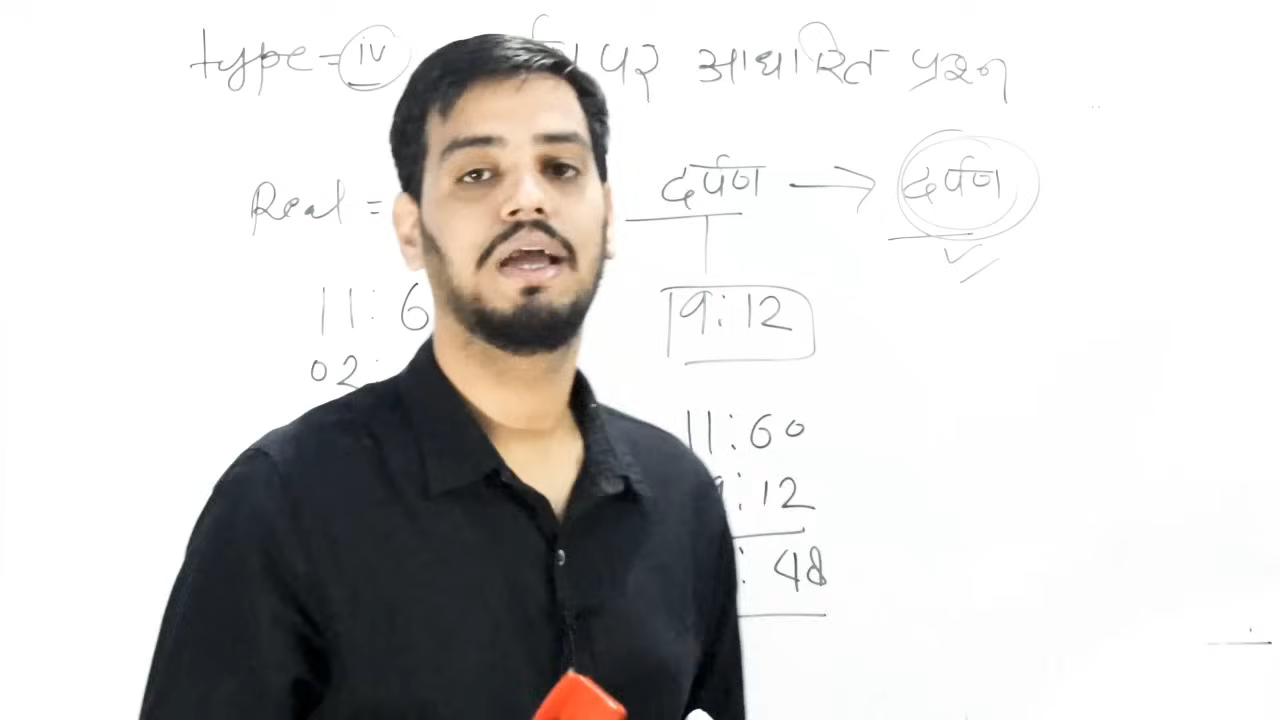 type = iv पर आधारित प्रश्न
Real = दर्पण → दर्पण
11: 6 9:12
02:
11:60
:12
: 48